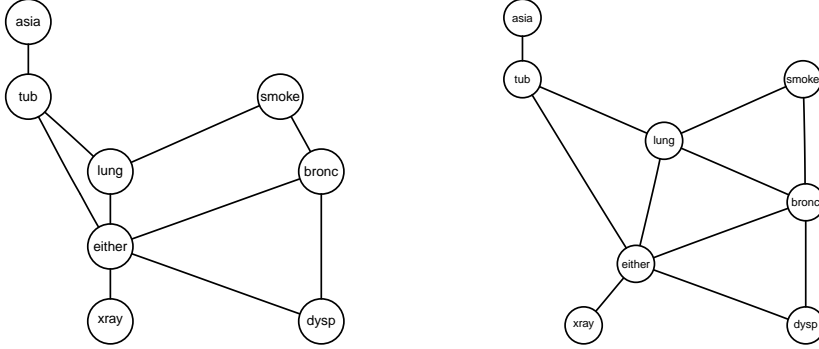 asia
tub
smoke
lung
bronc
either
xray
dysp
asia
tub
smoke
lung
bronc
either
xray
dysp